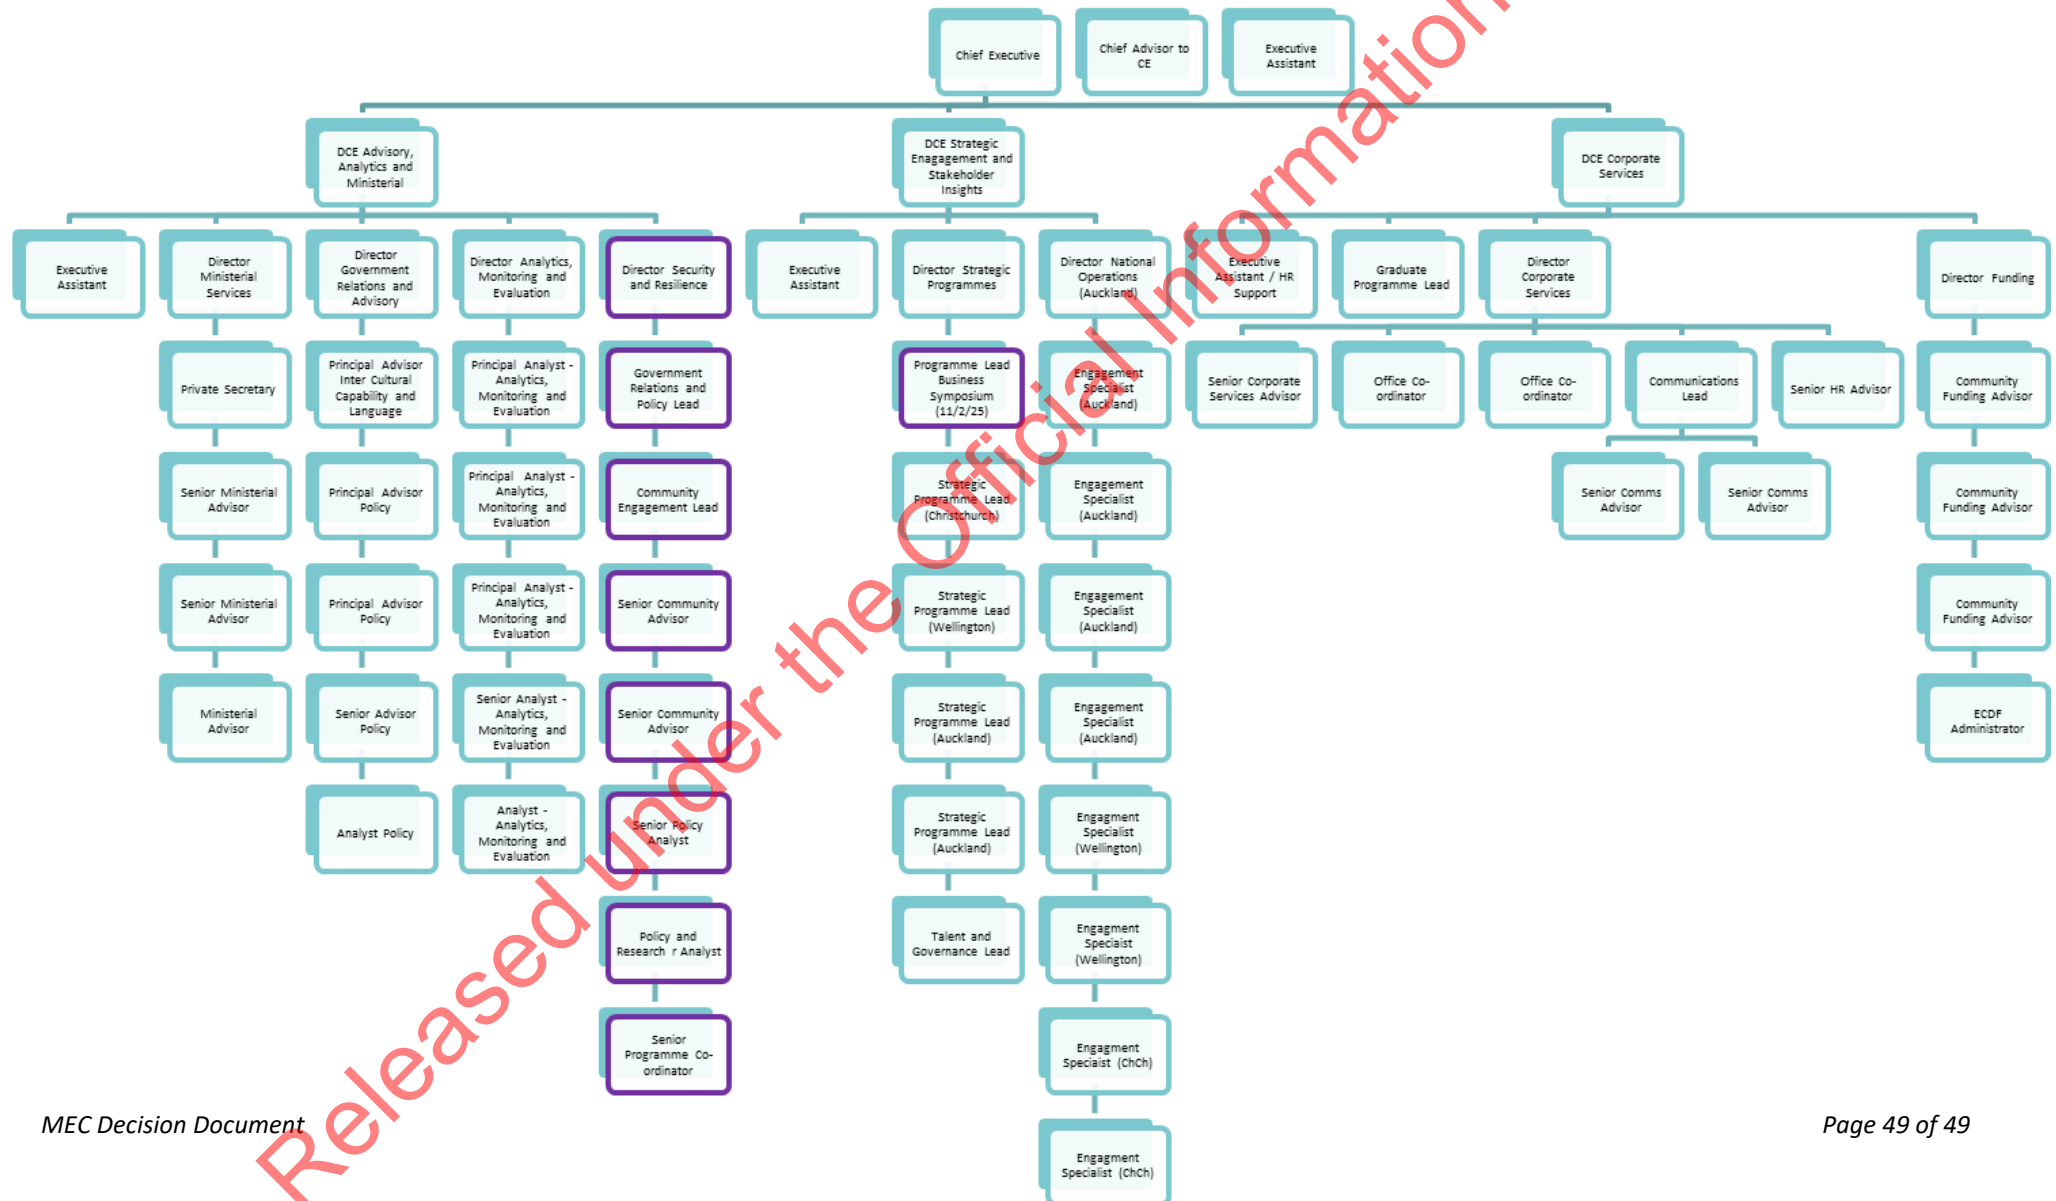 Chief Executive
Chief Advisor to
CE
Executive
Assistant
DCE Advisory,
Analytics and
Ministerial
DCE Strategic
Enagagement and
Stakeholder
Insights
DCE Corporate
Services
Executive
Assistant
Director
Ministerial
Services
Director
Government
Relations and
Advisory
Director Analytics,
Monitoring and
Evaluation
Director Security
and Resilience
Executive
Assistant
Director Strategic
Programmes
Director National
Operations
(Auckland)
Executive
Assistant / HR
Support
Graduate
Programme Lead
Director
Corporate
Services
Director Funding
Private Secretary
Principal Advisor
Inter Cultural
Capability and
Language
Principal Analyst -
Analytics,
Monitoring and
Evaluation
Government
Relations and
Policy Lead
Programme Lead
Business
Symposium
(11/2/25)
Engagement
Specialist
(Auckland)
Senior Corporate
Services Advisor
Office Co-
ordinator
Office Co-
ordinator
Communications
Lead
Senior HR Advisor
Community
Funding Advisor
Senior Ministerial
Advisor
Principal Advisor
Policy
Principal Analyst -
Analytics,
Monitoring and
Evaluation
Community
Engagement Lead
Strategic
Programme Lead
(Christchurch)
Engagement
Specialist
(Auckland)
Senior Comms
Advisor
Senior Comms
Advisor
Community
Funding Advisor
Senior Ministerial
Advisor
Principal Advisor
Policy
Principal Analyst -
Analytics,
Monitoring and
Evaluation
Senior Community
Advisor
Strategic
Programme Lead
(Wellington)
Engagement
Specialist
(Auckland)
Community
Funding Advisor
Ministerial
Advisor
Senior Advisor
Policy
Senior Analyst -
Analytics,
Monitoring and
Evaluation
Senior Community
Advisor
Strategic
Programme Lead
(Auckland)
Engagement
Specialist
(Auckland)
ECDF
Administrator
Analyst Policy
Analyst -
Analytics,
Monitoring and
Evaluation
Senior Policy
Analyst
Strategic
Programme Lead
(Auckland)
Engagment
Specialist
(Wellington)
Policy and
Research r Analyst
Talent and
Governance Lead
Engagment
Speciaist
(Wellington)
Senior
Programme Co-
ordinator
Engagment
Speciaist (ChCh)
Engagment
Specialist (ChCh)
Released under the Official Information
MEC Decision Document
Page 49 of 49